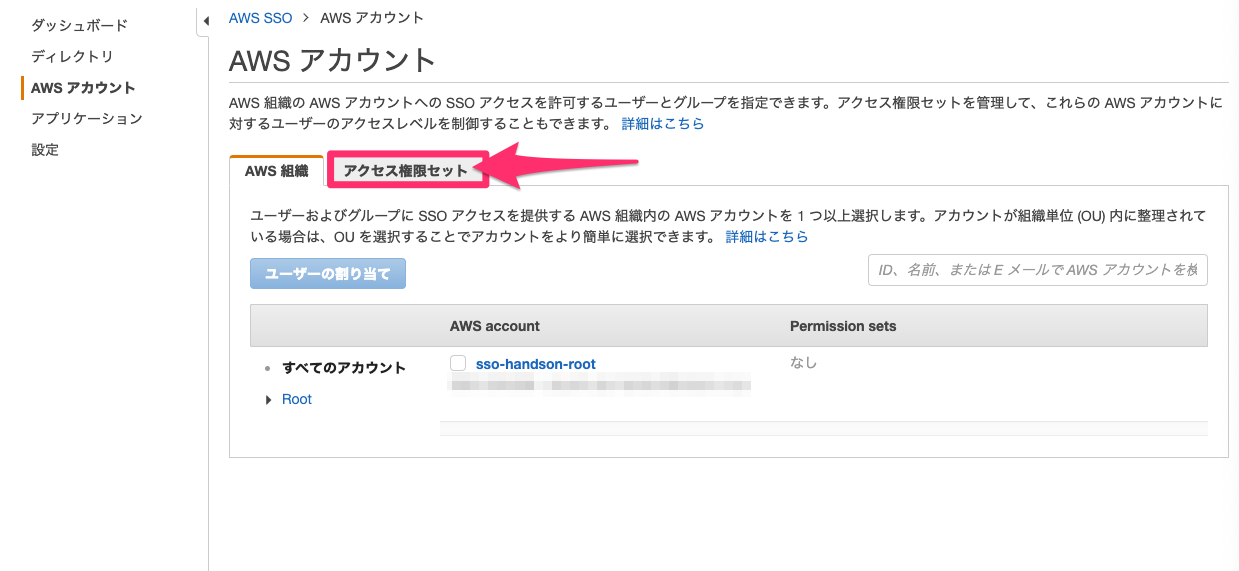 ダッシュボード
ディレクトリ
AWS アカウント
アプリケーション
設定
AWS SSO > AWS アカウント
AWS アカウント
AWS 組織の AWS アカウントへの SSO アクセスを許可するユーザーとグループを指定できます。アクセス権限セットを管理して、これらの AWS アカウントに
対するユーザーのアクセスレベルを制御することもできます。 詳細はこちら
AWS 組織 アクセス権限セット
ユーザーおよびグループに SSO アクセスを提供する AWS 組織内の AWS アカウントを 1 つ以上選択します。アカウントが組織単位 (OU) 内に整理されて
いる場合は、OU を選択することでアカウントをより簡単に選択できます。 詳細はこちら
ユーザーの割り当て ID、名前、または E メールで AWS アカウントを検
AWS account Permission sets
すべてのアカウント sso-handson-root なし
Root